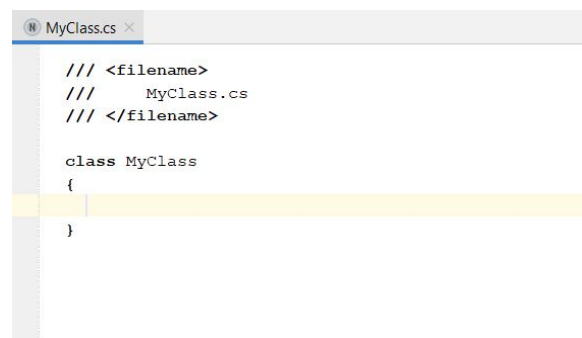 MyClass.cs
/// <filename>
///     MyClass.cs
/// </filename>
class MyClass
{
}